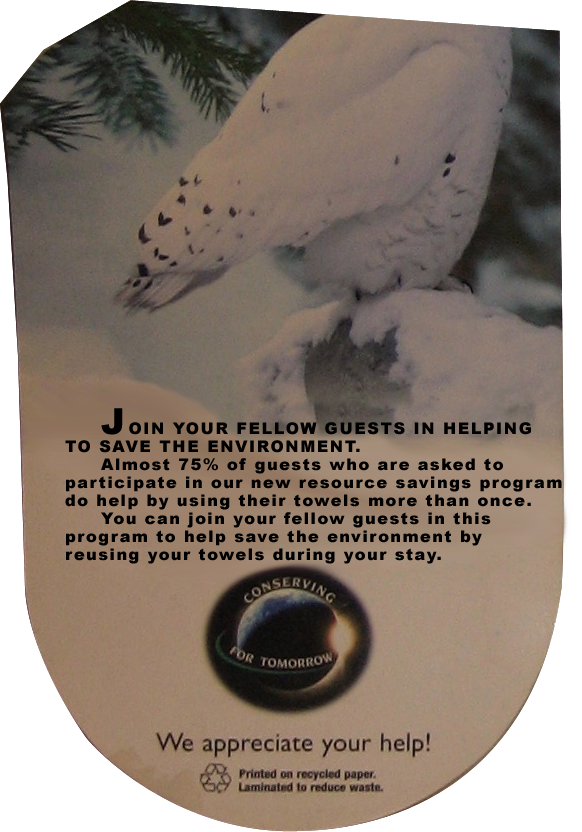 JOIN YOUR FELLOW GUESTS IN HELPING
TO SAVE THE ENVIRONMENT.
Almost 75% of guests who are asked to
participate in our new resource savings program
do help by using their towels more than once.
You can join your fellow guests in this
program to help save the environment by
reusing your towels during your stay.
CONSERVING
FOR TOMORROW
We appreciate your help!
Printed on recycled paper.
Laminated to reduce waste.